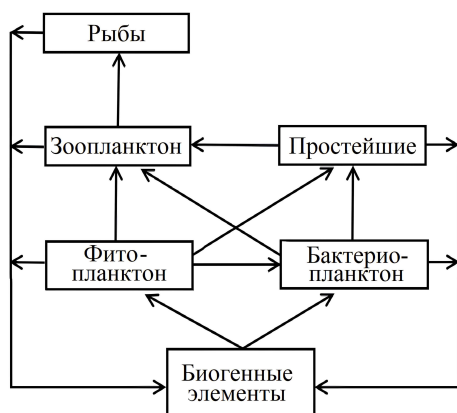 Рыбы
Зоопланктон
Простейшие
Фито-
планктон
Бактерио-
планктон
Биогенные
элементы